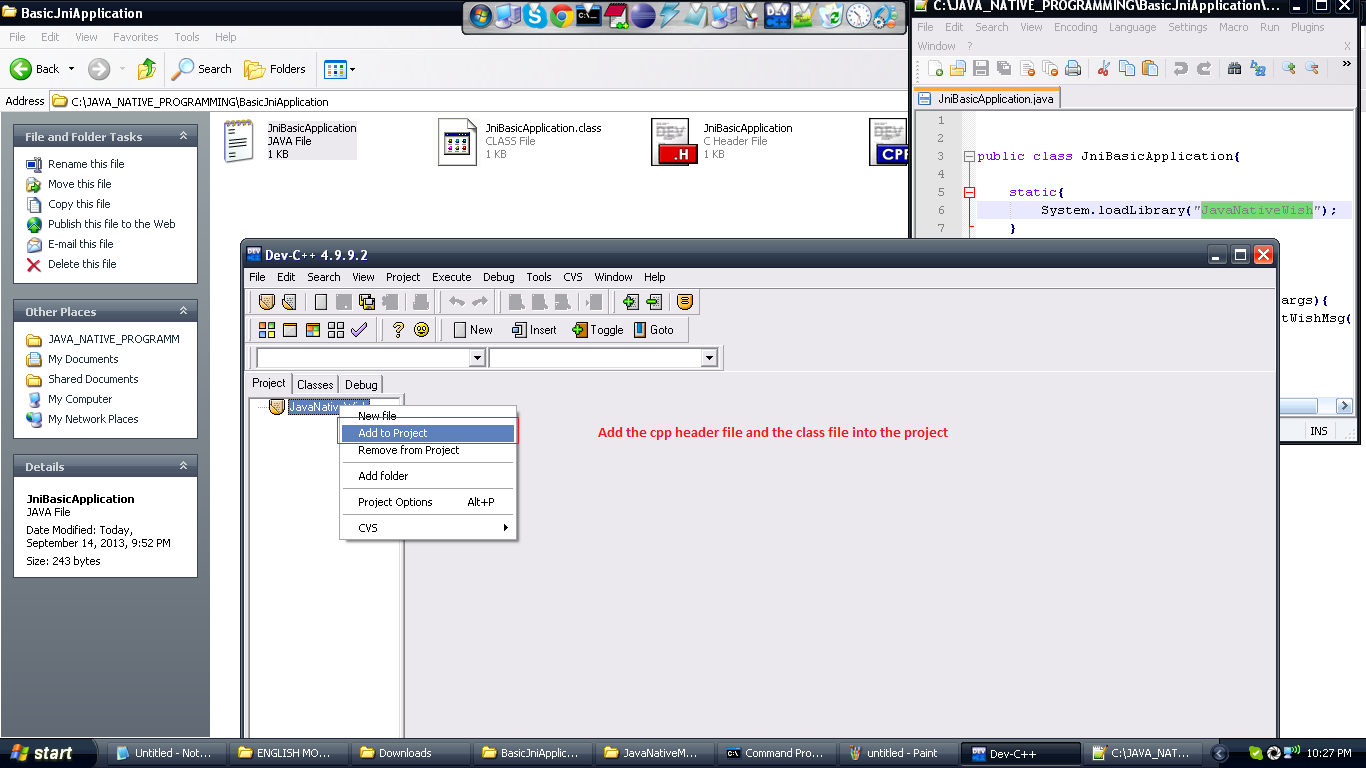 BasicJniApplication
File Edit View Favorites Tools Help
Back Search Folders
Address C:\JAVA_NATIVE_PROGRAMMING\BasicJniApplication
File and Folder Tasks
Rename this file
Move this file
Copy this file
Publish this file to the Web
E-mail this file
Delete this file
Other Places
JAVA_NATIVE_PROGRAMM
My Documents
Shared Documents
My Computer
My Network Places
Details
JniBasicApplication
JAVA File
Date Modified: Today,
September 14, 2013, 9:52 PM
Size: 243 bytes
JniBasicApplication
JAVA File
1 KB
JniBasicApplication.class
CLASS File
1 KB
DEV
.H
JniBasicApplication
C Header File
1 KB
DEV
CPP
C:\JAVA_NATIVE_PROGRAMMING\BasicJniApplication\...
File Edit Search View Encoding Language Settings Macro Run Plugins
Window ? X
JniBasicApplication.java
1
2
3 public class JniBasicApplication{
4
5 static{
6 System.loadLibrary("JavaNativeWish");
7 }
args){
tWishMsg(
INS
Dev-C++ 4.9.9.2
File Edit Search View Project Execute Debug Tools CVS Window Help
New Insert Toggle Goto
Project Classes Debug
New file
Add to Project
Remove from Project
Add folder
Project Options Alt+P
CVS
Add the cpp header file and the class file into the project
start Untitled - Not... ENGLISH MO... Downloads BasicJniApplic... JavaNativeM... Command Pro... untitled - Paint Dev-C++ C:\JAVA_NAT... 10:27 PM